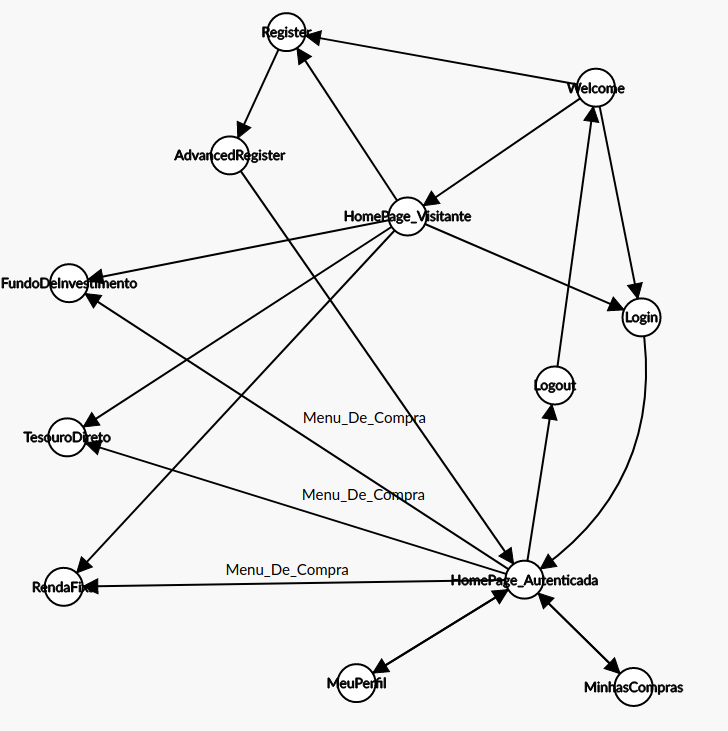 Register
Welcome
AdvancedRegister
HomePage_Visitante
FundoDeInvestimento
Login
Logout
Menu_De_Compra
TesouroDireto
Menu_De_Compra
Menu_De_Compra
RendaFixa
HomePage_Autenticada
MeuPerfil
MinhasCompras